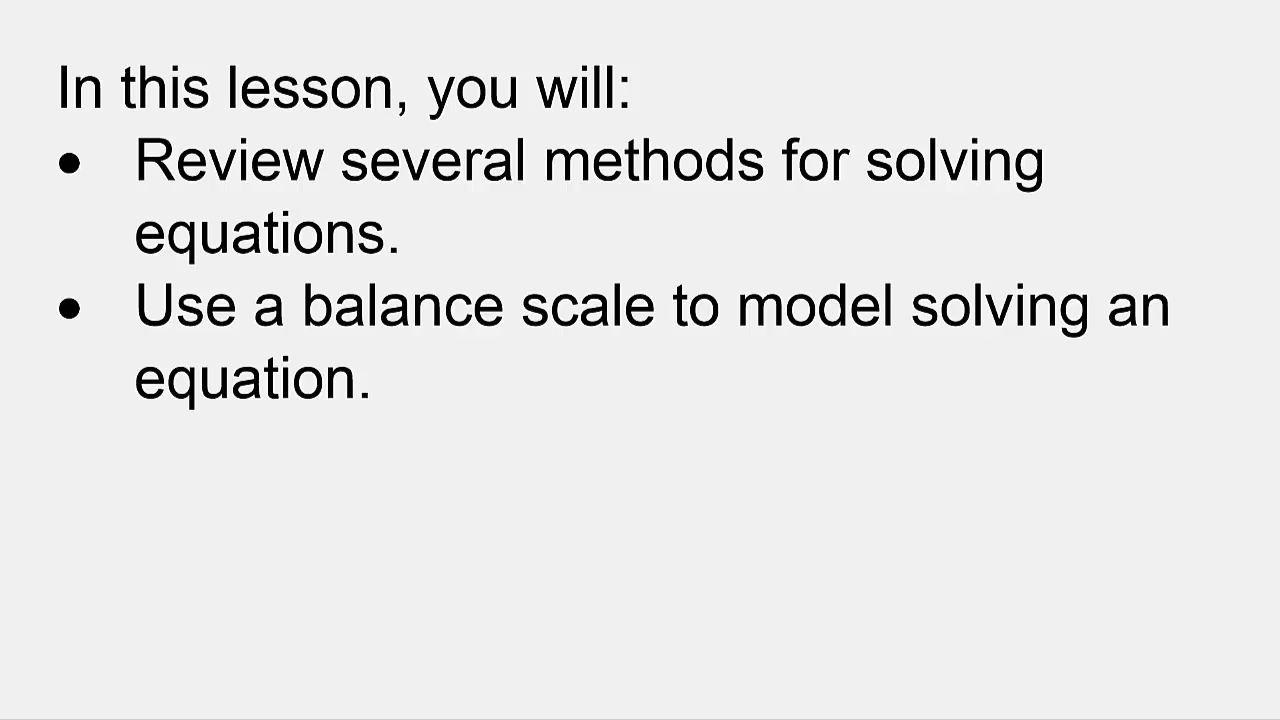 In this lesson, you will:
• Review several methods for solving
equations.
• Use a balance scale to model solving an
equation.